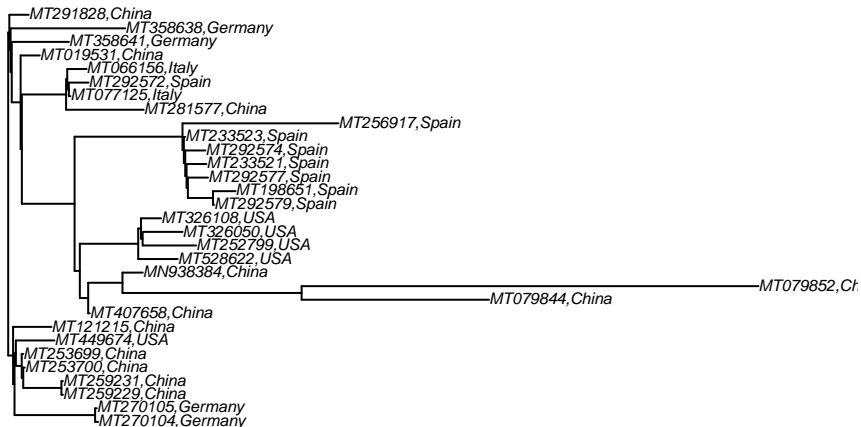 MT291828,China
MT358638,Germany
MT358641,Germany
MT019531,China
MT066156,Italy
MT292572,Spain
MT077125,Italy
MT281577,China
MT256917,Spain
MT233523,Spain
MT292574,Spain
MT233521,Spain
MT292577,Spain
MT198651,Spain
MT292579,Spain
MT326108,USA
MT326050,USA
MT252799,USA
MT528622,USA
MN938384,China
MT079852,Ch
MT079844,China
MT407658,China
MT121215,China
MT449674,USA
MT253699,China
MT253700,China
MT259231,China
MT259229,China
MT270105,Germany
MT270104,Germany